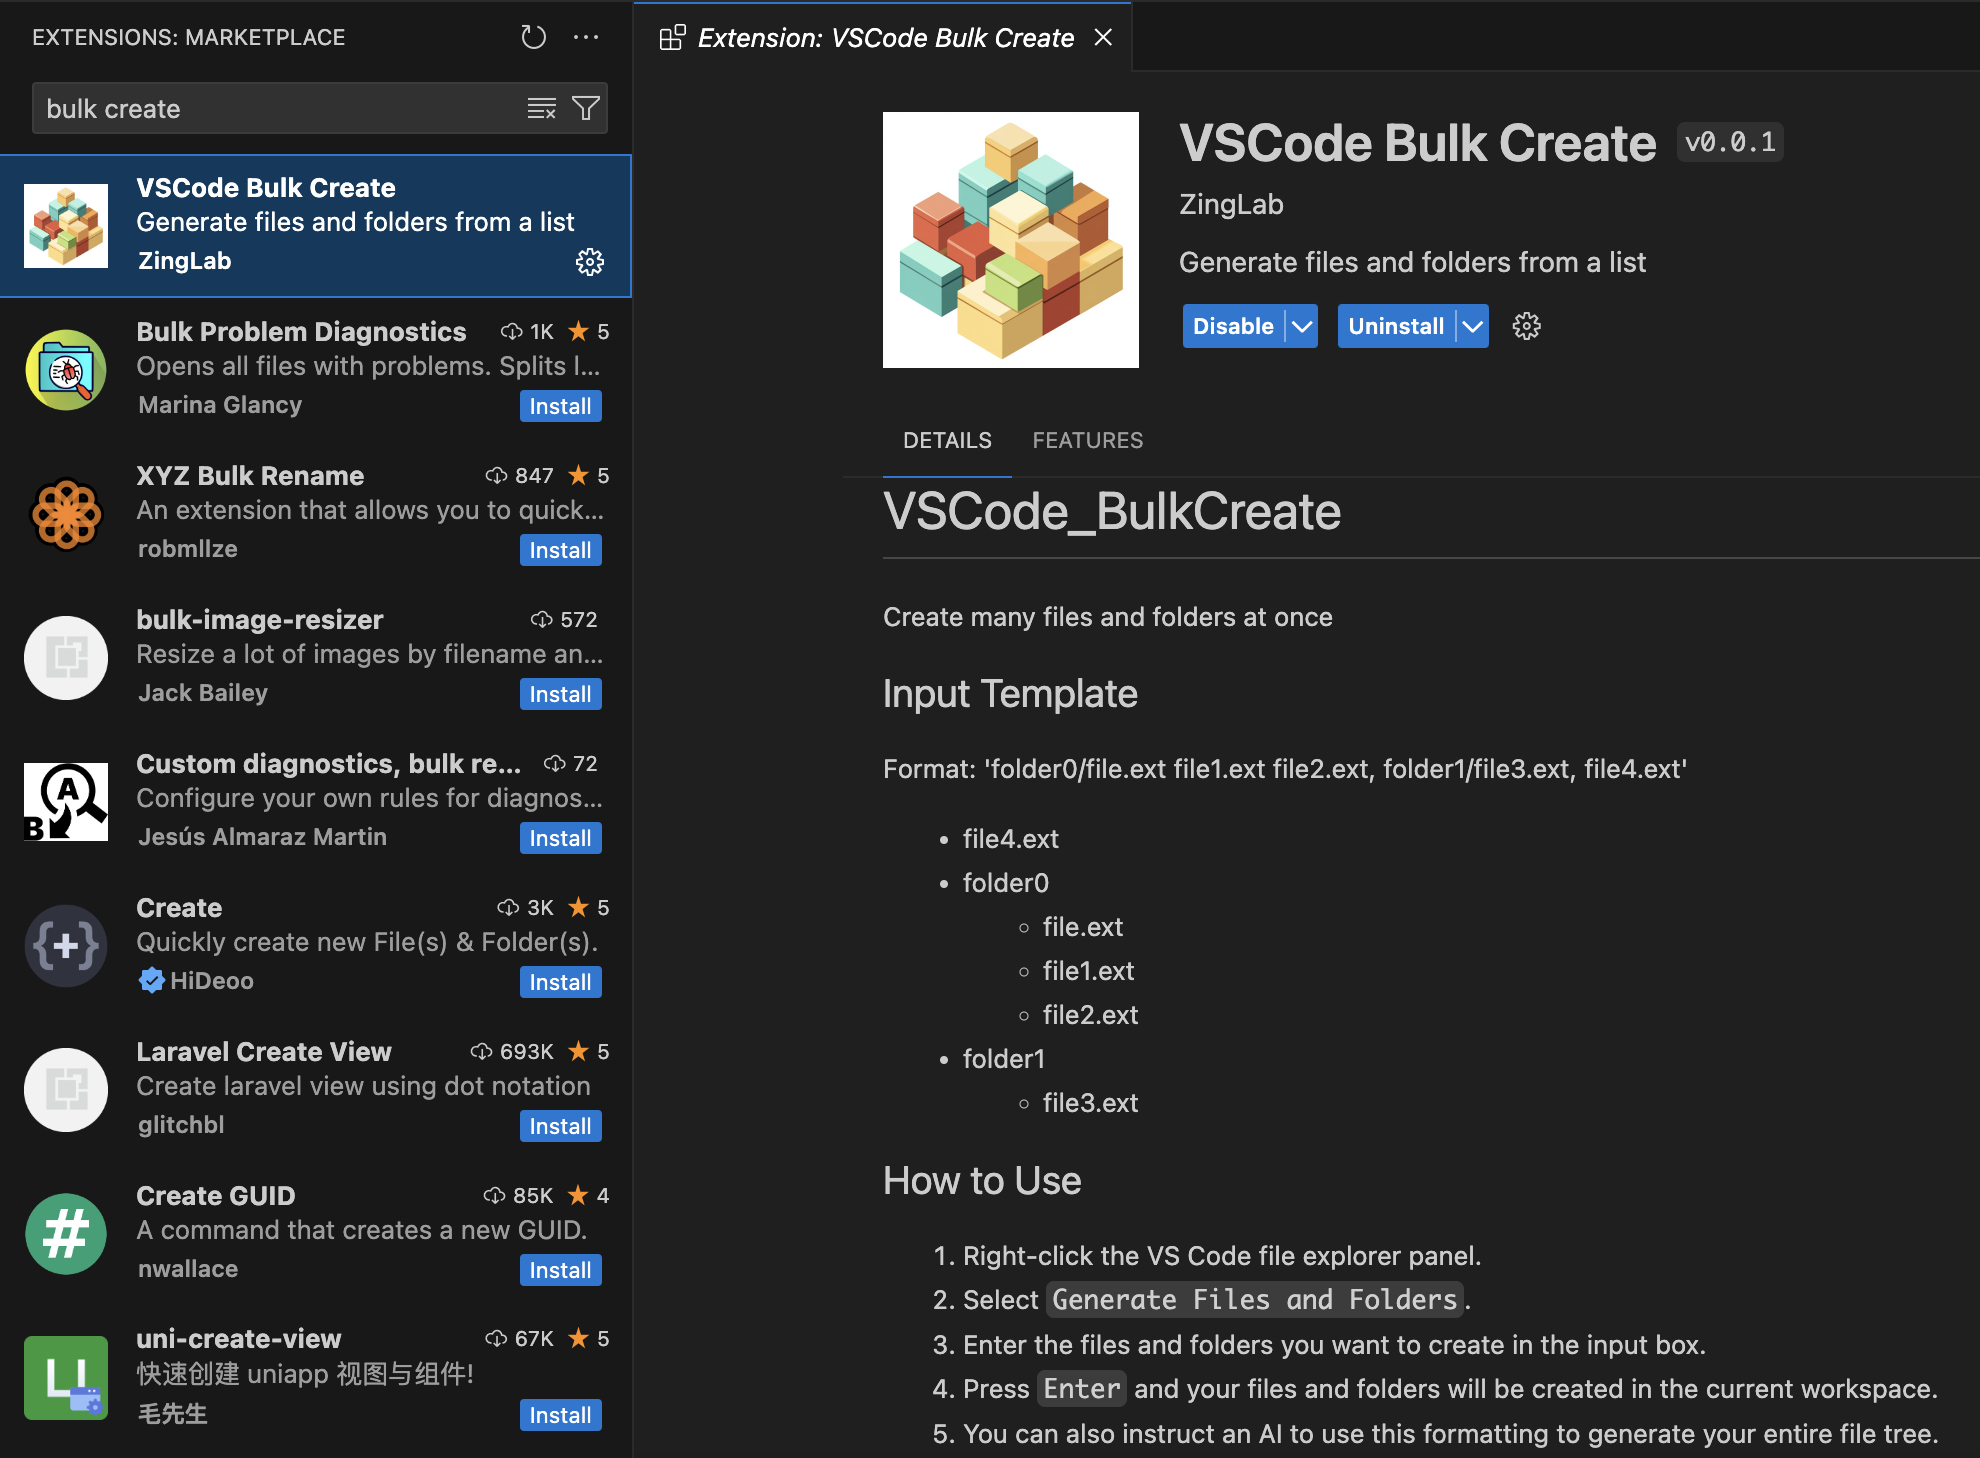 EXTENSIONS: MARKETPLACE
bulk create
VSCode Bulk Create
Generate files and folders from a list
ZingLab
Bulk Problem Diagnostics 1K 5
Opens all files with problems. Splits l...
Marina Glancy Install
XYZ Bulk Rename 847 5
An extension that allows you to quick...
robmllze Install
bulk-image-resizer 572
Resize a lot of images by filename an...
Jack Bailey Install
Custom diagnostics, bulk re... 72
Configure your own rules for diagnos...
Jesús Almaraz Martin Install
A
B
Create 3K 5
Quickly create new File(s) & Folder(s).
HiDeoo Install
{+}
Laravel Create View 693K 5
Create laravel view using dot notation
glitchbl Install
Create GUID 85K 4
A command that creates a new GUID.
nwallace Install
#
uni-create-view 67K 5
快速创建 uniapp 视图与组件!
毛先生 Install
Extension: VSCode Bulk Create
VSCode Bulk Create v0.0.1
ZingLab
Generate files and folders from a list
Disable Uninstall
DETAILS FEATURES
VSCode_BulkCreate
Create many files and folders at once
Input Template
Format: 'folder0/file.ext file1.ext file2.ext, folder1/file3.ext, file4.ext'
• file4.ext
• folder0
◦ file.ext
◦ file1.ext
◦ file2.ext
• folder1
◦ file3.ext
How to Use
1. Right-click the VS Code file explorer panel.
2. Select Generate Files and Folders.
3. Enter the files and folders you want to create in the input box.
4. Press Enter and your files and folders will be created in the current workspace.
5. You can also instruct an AI to use this formatting to generate your entire file tree.